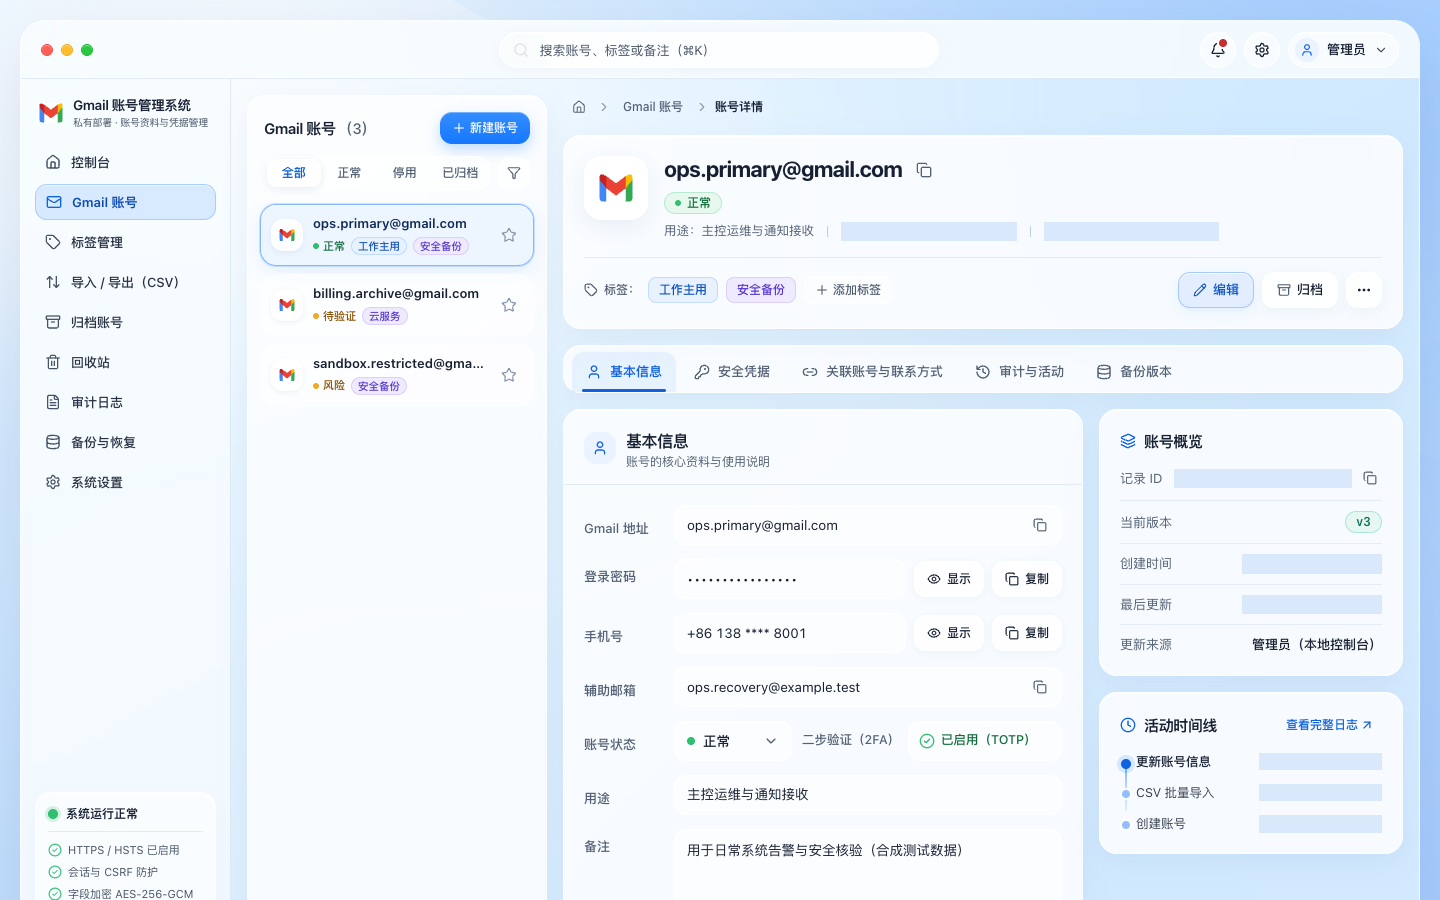 搜索账号、标签或备注（⌘K）
管理员
Gmail 账号管理系统
私有部署 · 账号资料与凭据管理
控制台
Gmail 账号
标签管理
导入 / 导出（CSV）
归档账号
回收站
审计日志
备份与恢复
系统设置
系统运行正常
HTTPS / HSTS 已启用
会话与 CSRF 防护
字段加密 AES-256-GCM
Gmail 账号（3）
新建账号
全部 正常 停用 已归档
ops.primary@gmail.com
正常 工作主用 安全备份
billing.archive@gmail.com
待验证 云服务
sandbox.restricted@gma...
风险 安全备份
Gmail 账号 账号详情
ops.primary@gmail.com
正常
用途：主控运维与通知接收
标签： 工作主用 安全备份 添加标签
编辑 归档
基本信息 安全凭据 关联账号与联系方式 审计与活动 备份版本
基本信息
账号的核心资料与使用说明
Gmail 地址 ops.primary@gmail.com
登录密码 •••••••••••••••• 显示 复制
手机号 +86 138 **** 8001 显示 复制
辅助邮箱 ops.recovery@example.test
账号状态 正常 二步验证（2FA） 已启用（TOTP）
用途 主控运维与通知接收
备注 用于日常系统告警与安全核验（合成测试数据）
账号概览
记录 ID
当前版本 v3
创建时间
最后更新
更新来源 管理员（本地控制台）
活动时间线 查看完整日志
更新账号信息
CSV 批量导入
创建账号